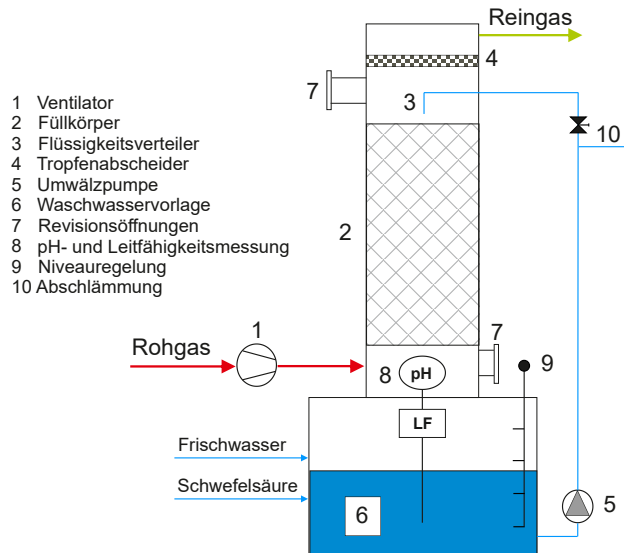 Reingas
4
7
3
1 Ventilator
2 Füllkörper
3 Flüssigkeitsverteiler
4 Tropfenabscheider
5 Umwälzpumpe
6 Waschwasservorlage
7 Revisionsöffnungen
8 pH- und Leitfähigkeitsmessung
9 Niveauregelung
10 Abschlämmung
10
2
1
7
Rohgas
8
pH
9
LF
Frischwasser
Schwefelsäure
6
5